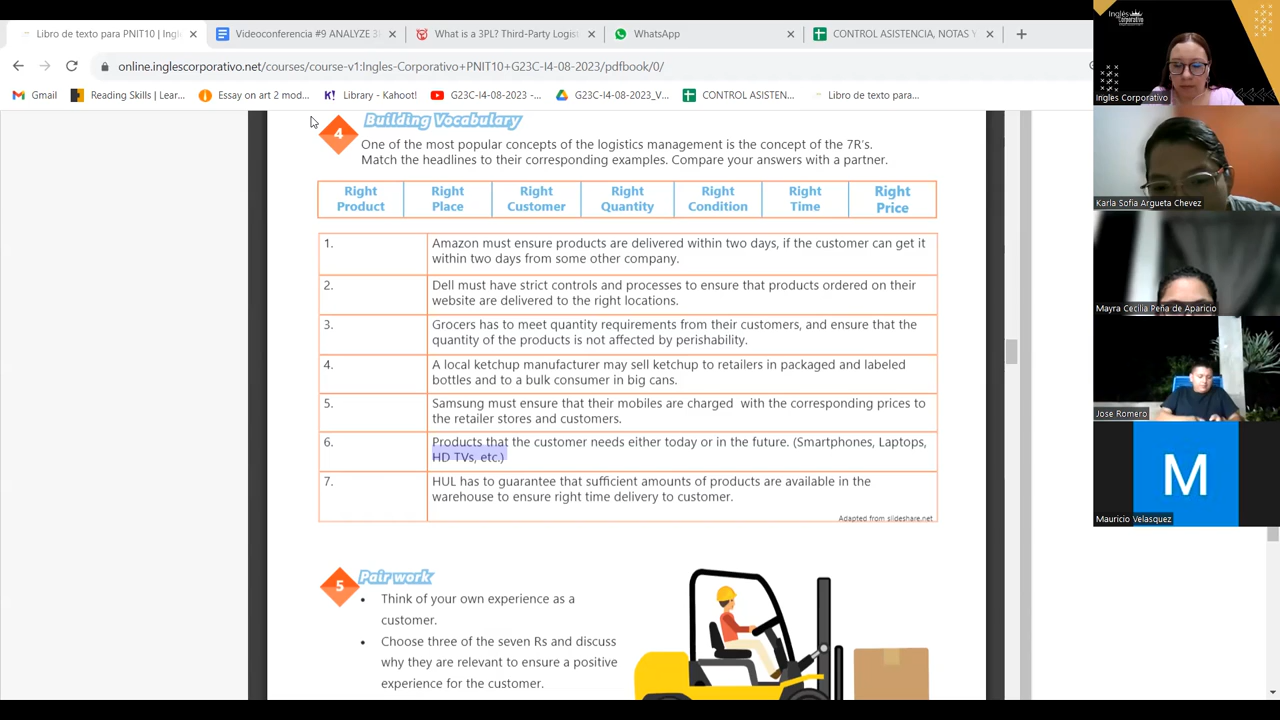 Libro de texto para PNIT10 | Ingl
Videoconferencia #9 ANALYZE 3
What is a 3PL? Third-Party Logist
WhatsApp
CONTROL ASISTENCIA, NOTAS Y
online.inglescorporativo.net/courses/course-v1:Ingles-Corporativo+PNIT10+G23C-I4-08-2023/pdfbook/0/
Gmail
Reading Skills | Lear...
Essay on art 2 mod...
Library - Ka
G23C-I4-08-2023 -...
G23C-I4-08-2023_V...
CONTROL ASISTEN...
Libro de texto para...
4
Building Vocabulary
One of the most popular concepts of the logistics management is the concept of the 7R's.
Match the headlines to their corresponding examples. Compare your answers with a partner.
Right Product
Right Place
Right Customer
Right Quantity
Right Condition
Right Time
Right Price
1. Amazon must ensure products are delivered within two days, if the customer can get it
within two days from some other company.
2. Dell must have strict controls and processes to ensure that products ordered on their
website are delivered to the right locations.
3. Grocers has to meet quantity requirements from their customers, and ensure that the
quantity of the products is not affected by perishability.
4. A local ketchup manufacturer may sell ketchup to retailers in packaged and labeled
bottles and to a bulk consumer in big cans.
5. Samsung must ensure that their mobiles are charged with the corresponding prices to
the retailer stores and customers.
6. Products that the customer needs either today or in the future. (Smartphones, Laptops,
HD TVs, etc.)
7. HUL has to guarantee that sufficient amounts of products are available in the
warehouse to ensure right time delivery to customer.
Adapted from slideshare.net
5
Pair work
• Think of your own experience as a
customer.
• Choose three of the seven Rs and discuss
why they are relevant to ensure a positive
experience for the customer.
Inglés
Corporativo
Ingles Corporativo
Karla Sofia Argueta Chevez
Mayra Cecilia Peña de Aparicio
Jose Romero
M
Mauricio Velasquez